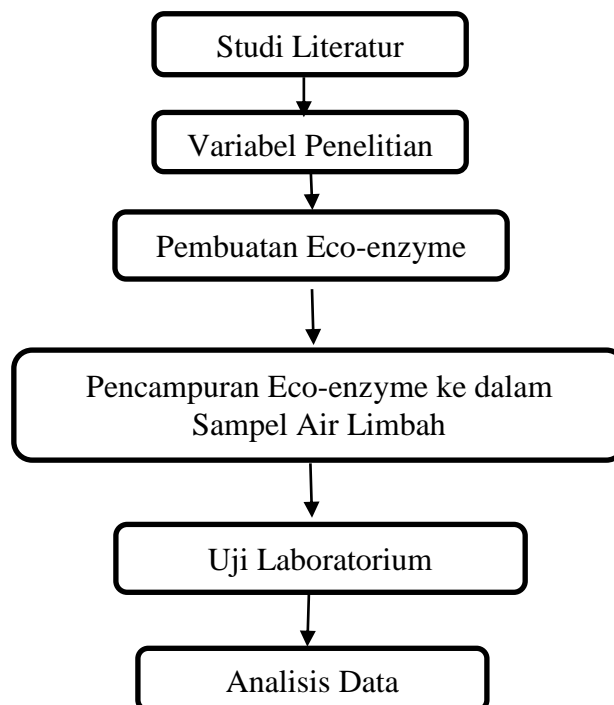 Studi Literatur
Variabel Penelitian
Pembuatan Eco-enzyme
Pencampuran Eco-enzyme ke dalam
Sampel Air Limbah
Uji Laboratorium
Analisis Data